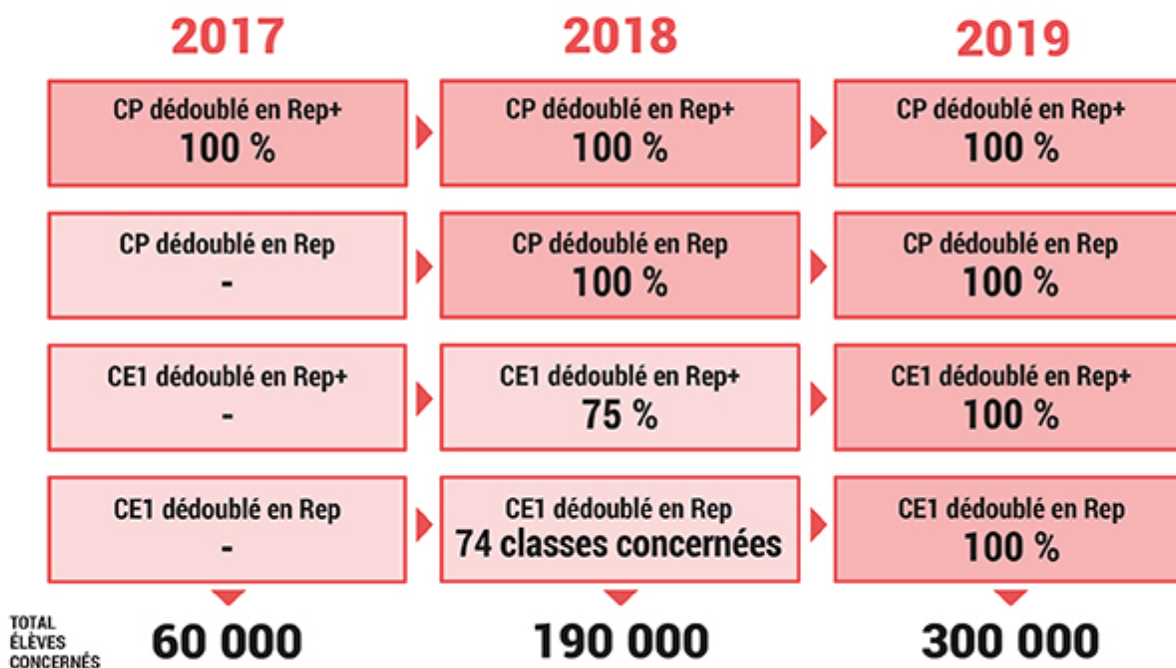 2017
2018
2019
CP dédoublé en Rep+
100 %
CP dédoublé en Rep+
100 %
CP dédoublé en Rep+
100 %
CP dédoublé en Rep
-
CP dédoublé en Rep
100 %
CP dédoublé en Rep
100 %
CE1 dédoublé en Rep+
-
CE1 dédoublé en Rep+
75 %
CE1 dédoublé en Rep+
100 %
CE1 dédoublé en Rep
-
CE1 dédoublé en Rep
74 classes concernées
CE1 dédoublé en Rep
100 %
TOTAL
ÉLÈVES
CONCERNÉS
60 000
190 000
300 000